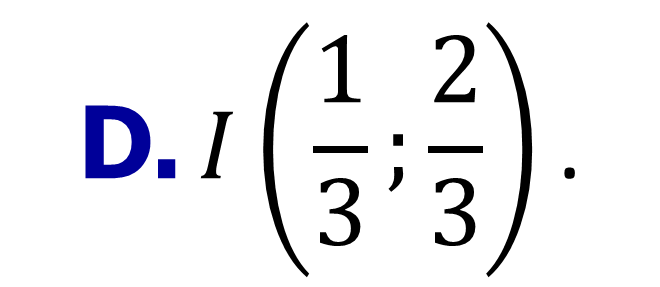 D. I (1/3 ; 2/3) .